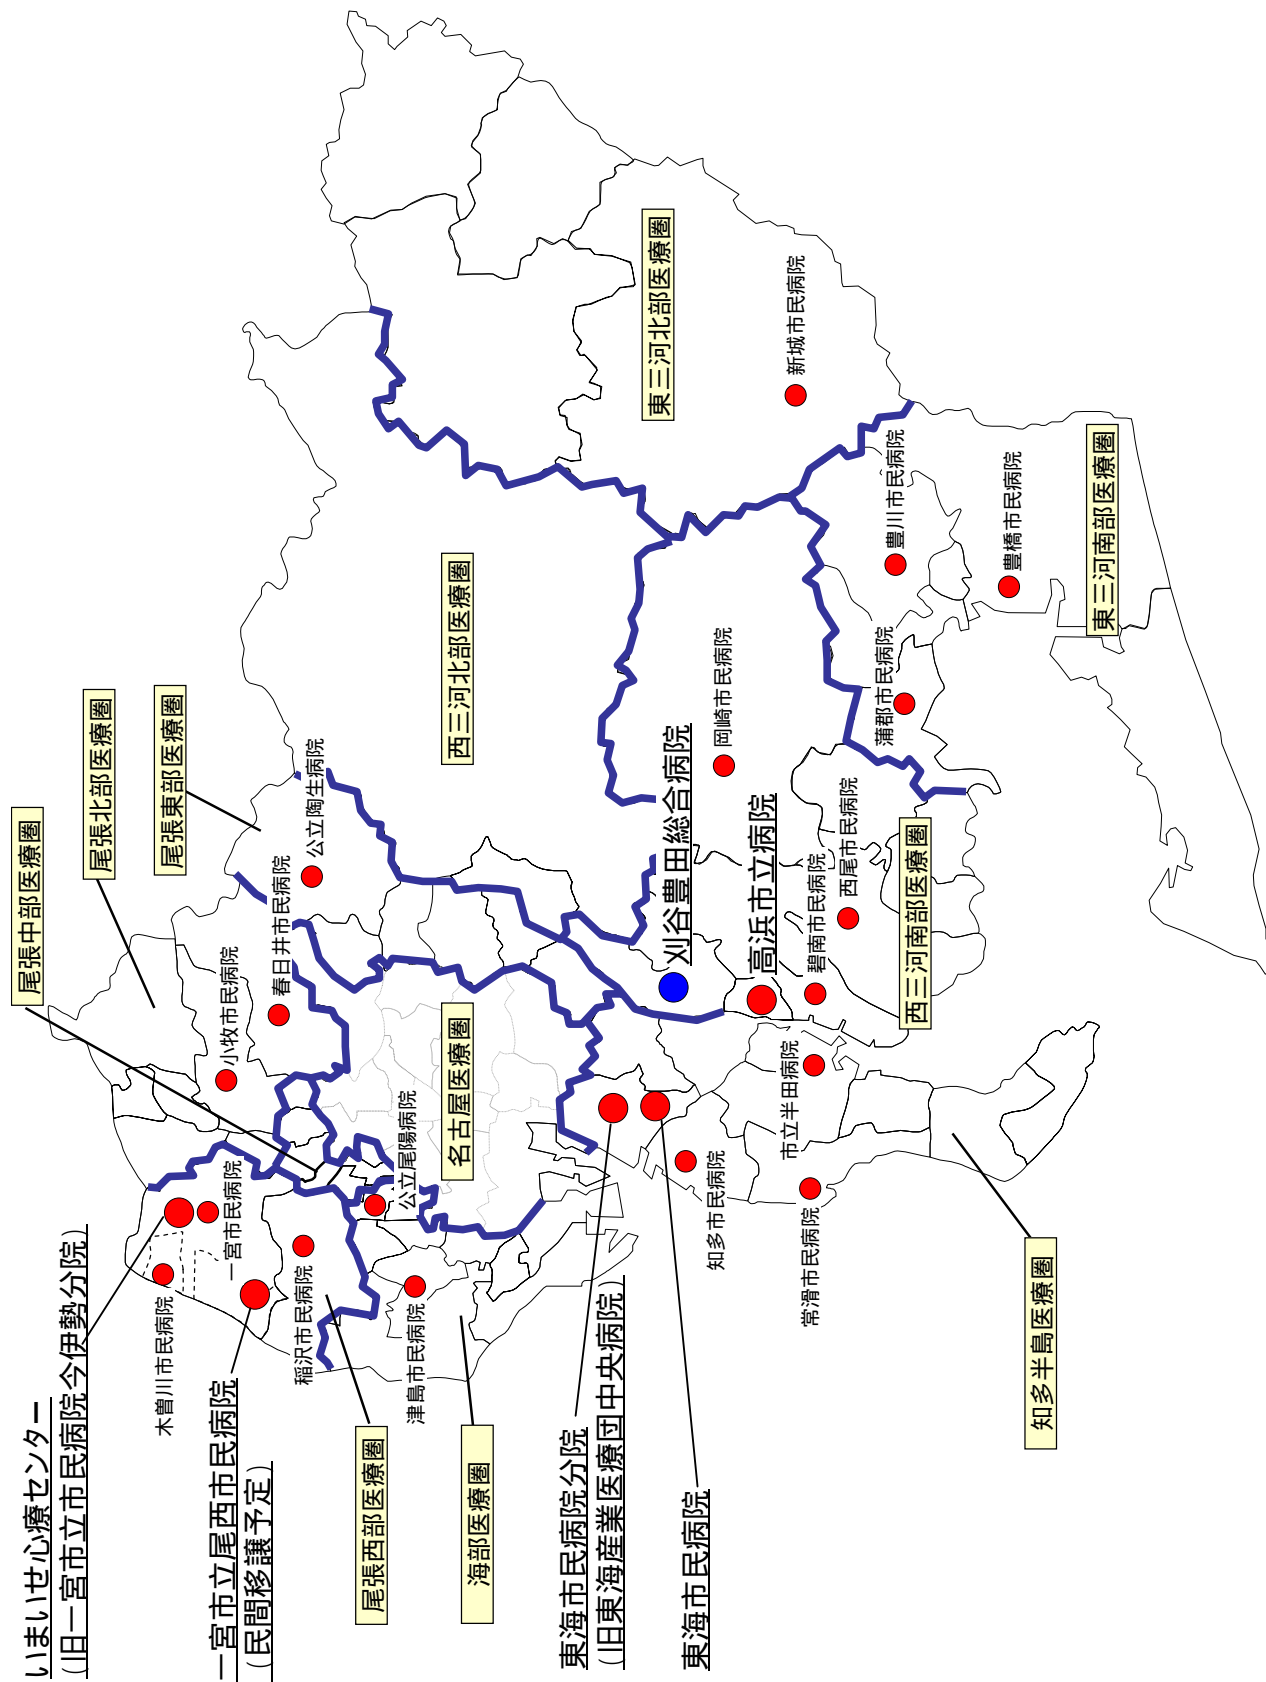 いまいせ心療センター
（旧一宮市立市民病院今伊勢分院）
一宮市立尾西市民病院
（民間移譲予定）
尾張西部医療圏
海部医療圏
東海市民病院分院
（旧東海産業医療団中央病院）
東海市民病院
知多半島医療圏
木曽川市民病院
一宮市民病院
稲沢市民病院
津島市民病院
公立尾陽病院
知多市民病院
常滑市民病院
市立半田病院
尾張中部医療圏
尾張北部医療圏
尾張東部医療圏
小牧市民病院
春日井市民病院
公立陶生病院
名古屋医療圏
西三河北部医療圏
刈谷豊田総合病院
高浜市立病院
碧南市民病院
西尾市民病院
西三河南部医療圏
岡崎市民病院
蒲郡市民病院
豊川市民病院
豊橋市民病院
東三河南部医療圏
東三河北部医療圏
新城市民病院